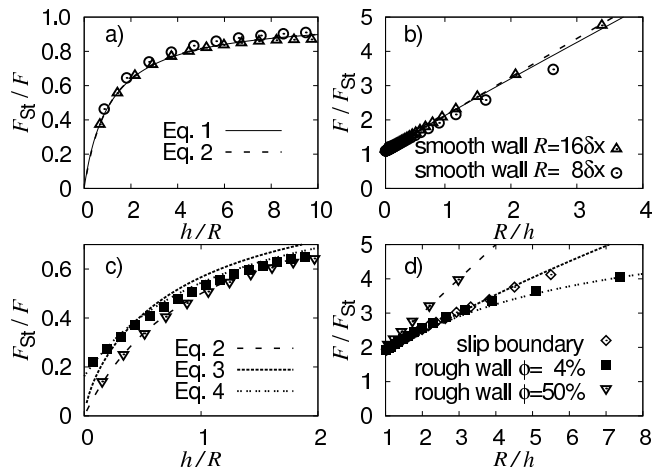 a)
F_St / F
1.0
0.8
0.6
0.4
0.2
0
Eq. 1
Eq. 2
0 2 4 6 8 10
h/R
b)
F / F_St
5
4
3
2
1
0
smooth wall R=16δx
smooth wall R= 8δx
0 1 2 3 4
R/h
c)
F_St / F
0.6
0.4
0.2
0
Eq. 2
Eq. 3
Eq. 4
0 1 2
h/R
d)
F / F_St
5
4
3
2
1
0
slip boundary
rough wall ϕ= 4%
rough wall ϕ=50%
1 2 3 4 5 6 7 8
R/h